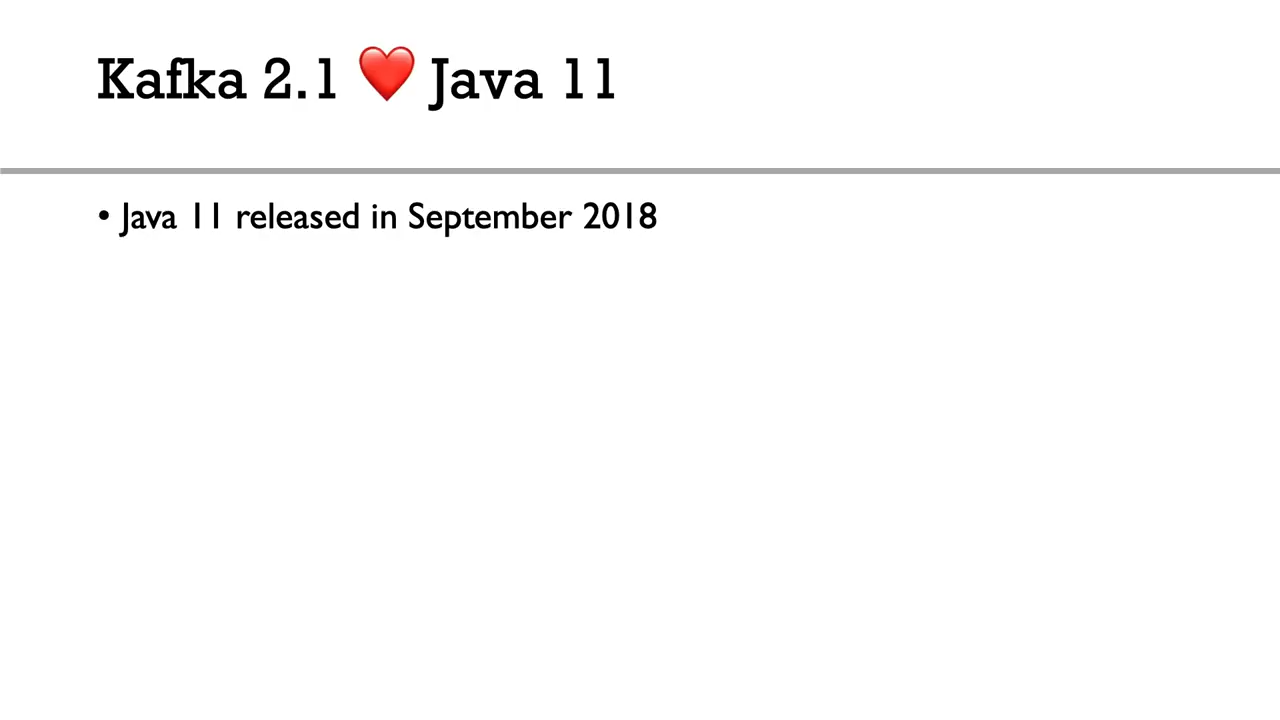 Kafka 2.1 ❤️ Java 11
• Java 11 released in September 2018